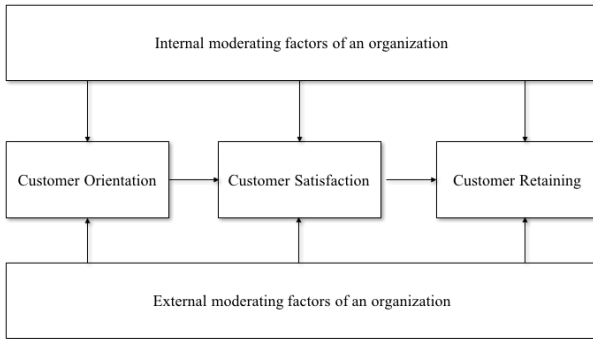 Internal moderating factors of an organization
Customer Orientation
Customer Satisfaction
Customer Retaining
External moderating factors of an organization